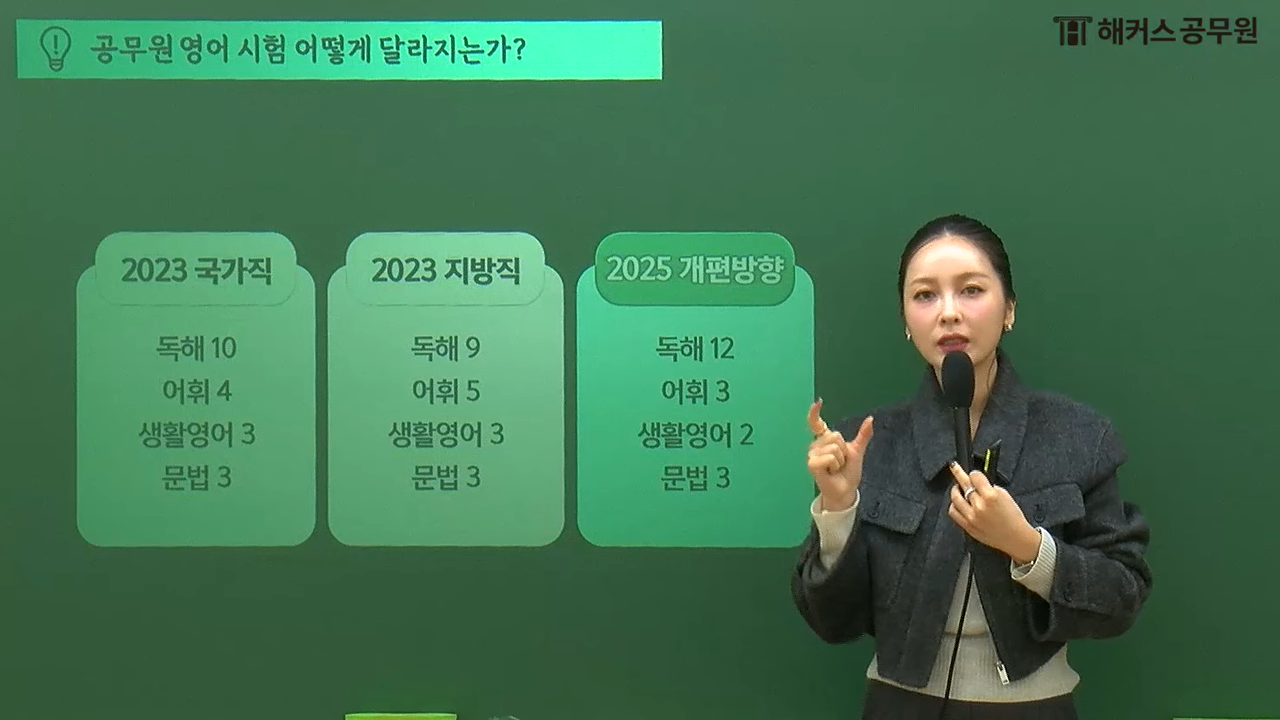 공무원 영어 시험 어떻게 달라지는가?
해커스공무원
2023 국가직
독해 10
어휘 4
생활영어 3
문법 3
2023 지방직
독해 9
어휘 5
생활영어 3
문법 3
2025 개편방향
독해 12
어휘 3
생활영어 2
문법 3